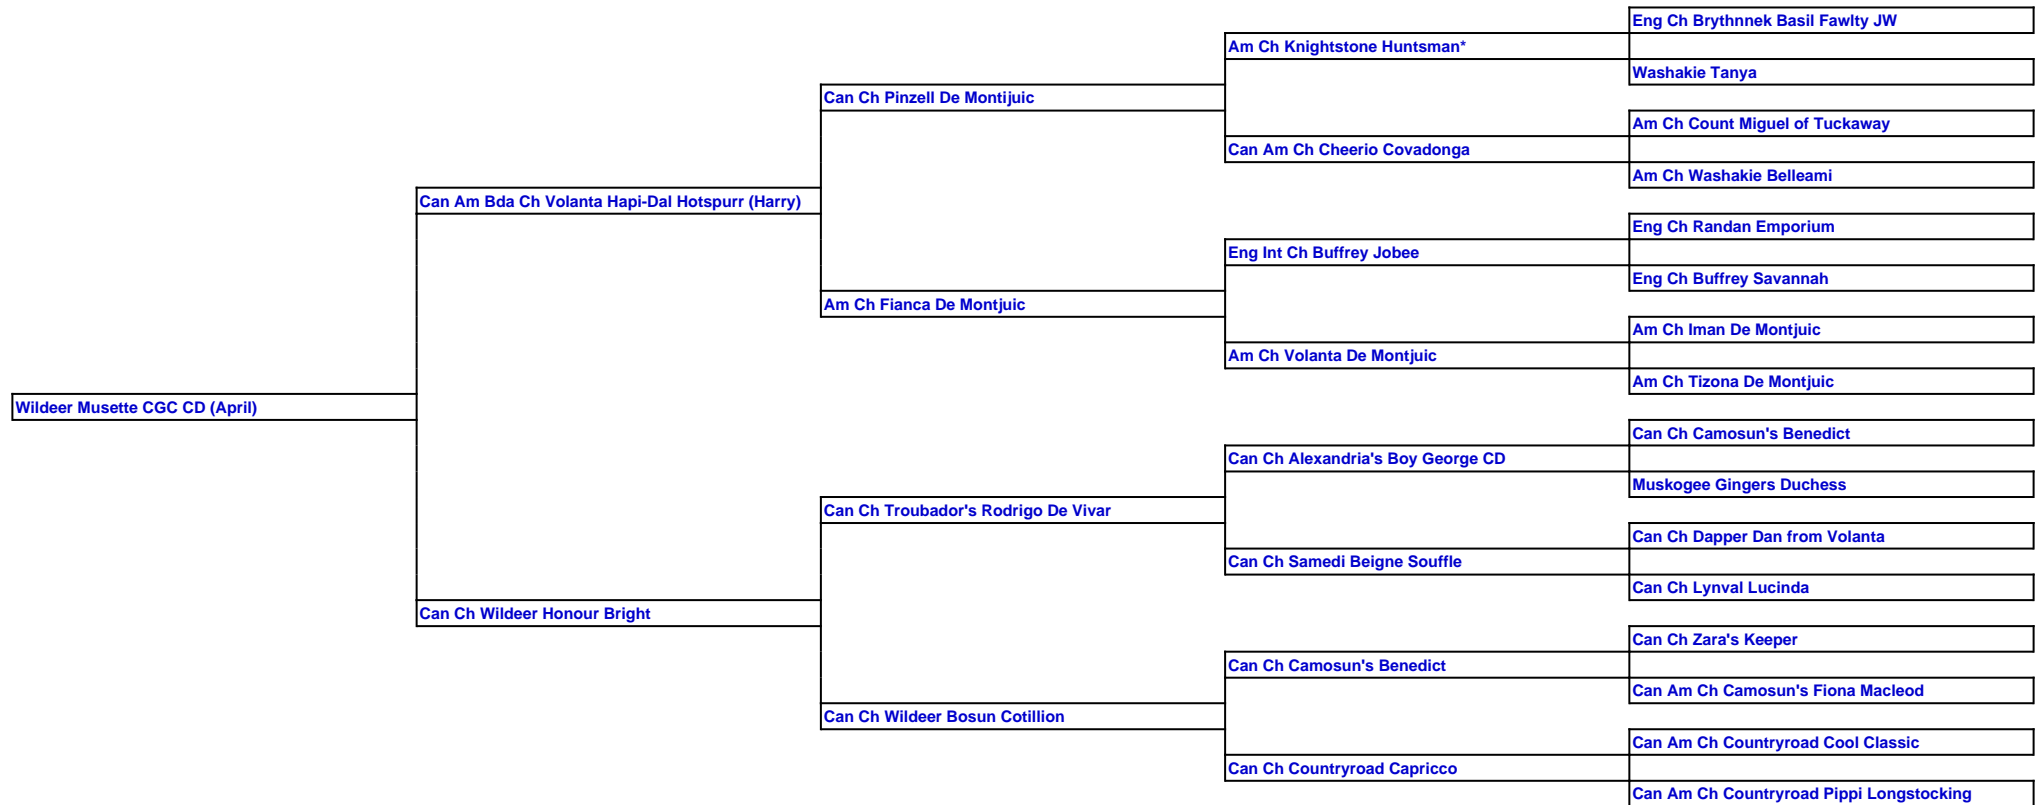 Eng Ch Brythnnek Basil Fawlty JW
Am Ch Knightstone Huntsman*
Washakie Tanya
Can Ch Pinzell De Montijuic
Am Ch Count Miguel of Tuckaway
Can Am Ch Cheerio Covadonga
Am Ch Washakie Belleami
Can Am Bda Ch Volanta Hapi-Dal Hotspurr (Harry)
Eng Ch Randan Emporium
Eng Int Ch Buffrey Jobee
Eng Ch Buffrey Savannah
Am Ch Fianca De Montjuic
Am Ch Iman De Montjuic
Am Ch Volanta De Montjuic
Am Ch Tizona De Montjuic
Wildeer Musette CGC CD (April)
Can Ch Camosun's Benedict
Can Ch Alexandria's Boy George CD
Muskogee Gingers Duchess
Can Ch Troubador's Rodrigo De Vivar
Can Ch Dapper Dan from Volanta
Can Ch Samedi Beigne Souffle
Can Ch Lynval Lucinda
Can Ch Wildeer Honour Bright
Can Ch Zara's Keeper
Can Ch Camosun's Benedict
Can Am Ch Camosun's Fiona Macleod
Can Ch Wildeer Bosun Cotillion
Can Am Ch Countryroad Cool Classic
Can Ch Countryroad Capricco
Can Am Ch Countryroad Pippi Longstocking